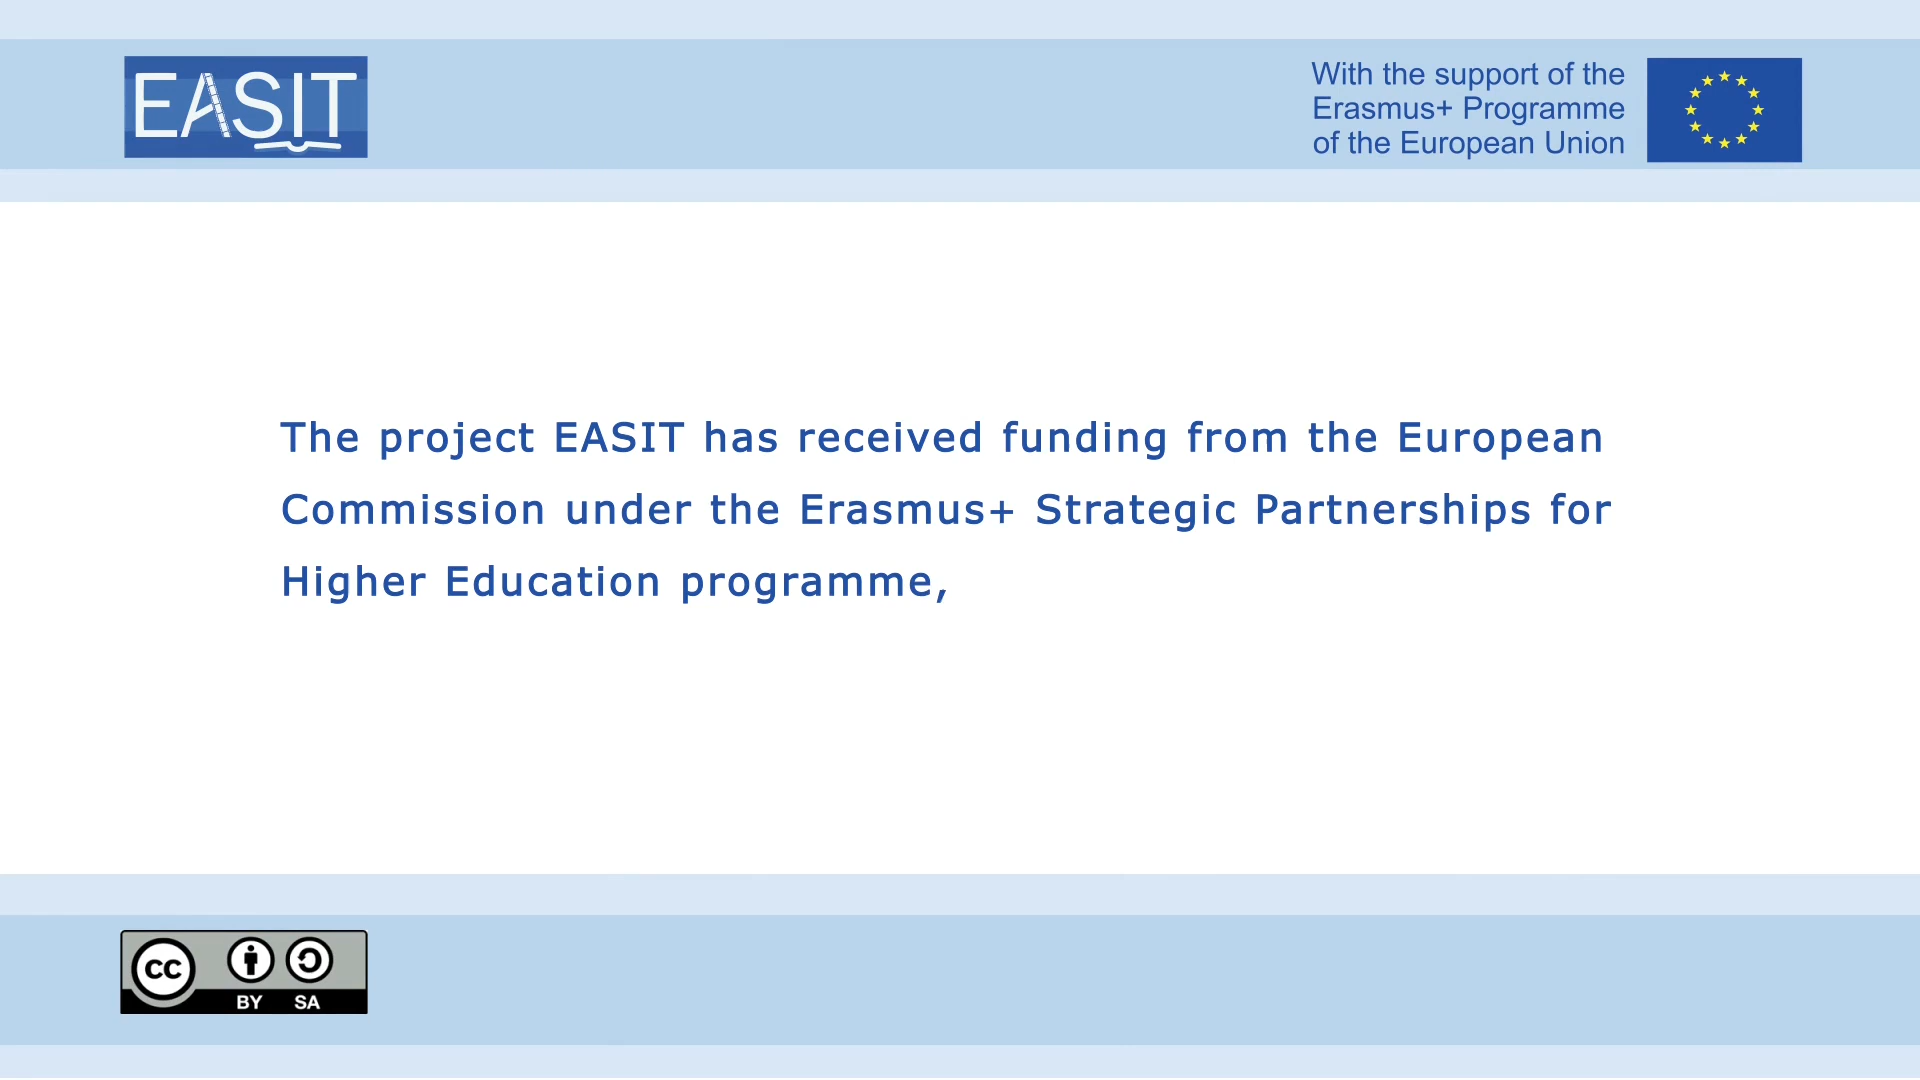 EASIT
With the support of the
Erasmus+ Programme
of the European Union
The project EASIT has received funding from the European
Commission under the Erasmus+ Strategic Partnerships for
Higher Education programme,
cc
BY SA